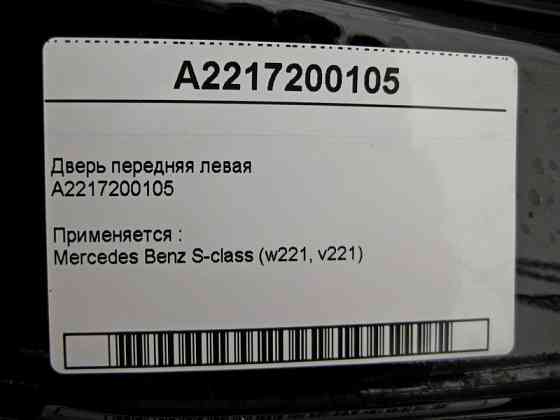 A2217200105
Дверь передняя левая
A2217200105
Применяется :
Mercedes Benz S-class (w221, v221)